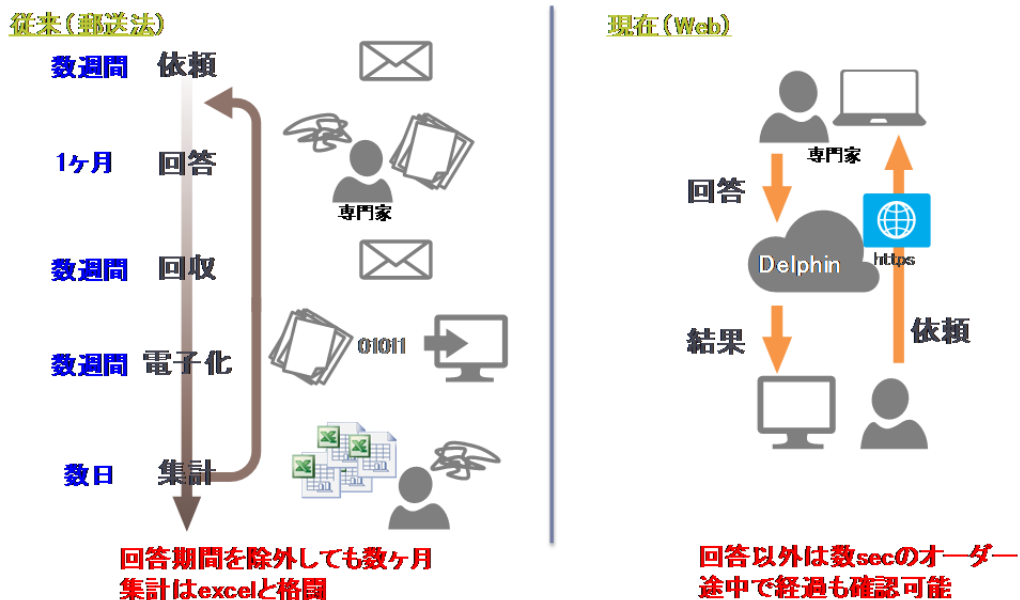 従来(郵送法)
数週間 依頼
1ヶ月 回答
専門家
数週間 回収
数週間 電子化
01011
数日 集計
回答期間を除外しても数ヶ月
集計はexcelと格闘
現在(Web)
専門家
回答
Delphin
https
結果
依頼
回答以外は数secのオーダー
途中で経過も確認可能